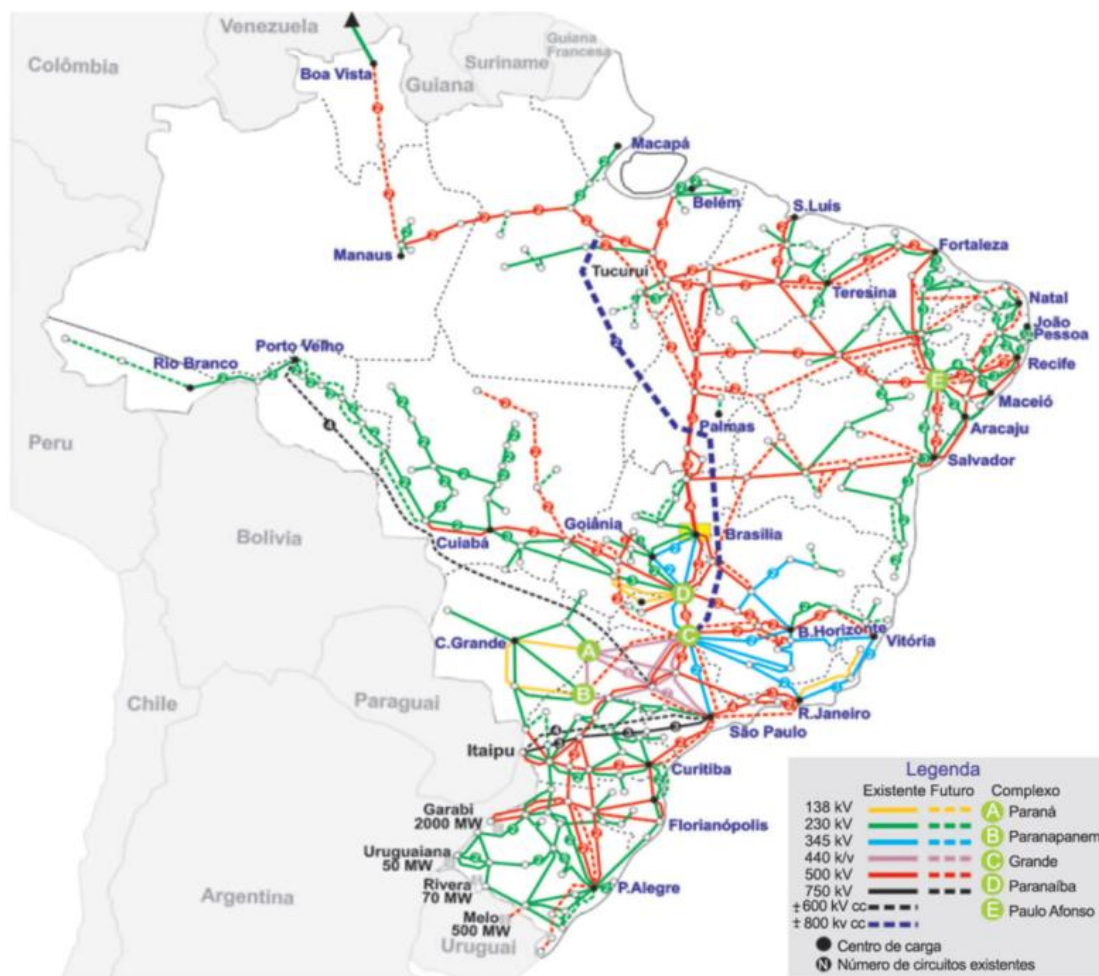 Venezuela
Colômbia
Guiana
Francesa
Suriname
Guiana
Boa Vista
Macapá
Belém
S.Luis
Fortaleza
Manaus
Tucuruí
Teresina
Natal
João
Pessoa
Recife
Rio Branco
Porto Velho
E
Maceió
Palmas
Aracaju
Salvador
Peru
Bolívia
Cuiabá
Goiânia
Brasília
D
C
B.Horizonte
Vitória
C.Grande
A
B
Chile
Paraguai
R.Janeiro
São Paulo
Itaipu
Curitiba
Garabi
2000 MW
Florianópolis
Uruguaiana
50 MW
Rivera
70 MW
P.Alegre
Melo
500 MW
Argentina
Uruguai
Legenda
Existente Futuro Complexo
138 kV A Paraná
230 kV B Paranapanem
345 kV C Grande
440 k/v D Paranaíba
500 kV E Paulo Afonso
750 kV
±600 kV cc
±800 kv cc
Centro de carga
N Número de circuitos existentes